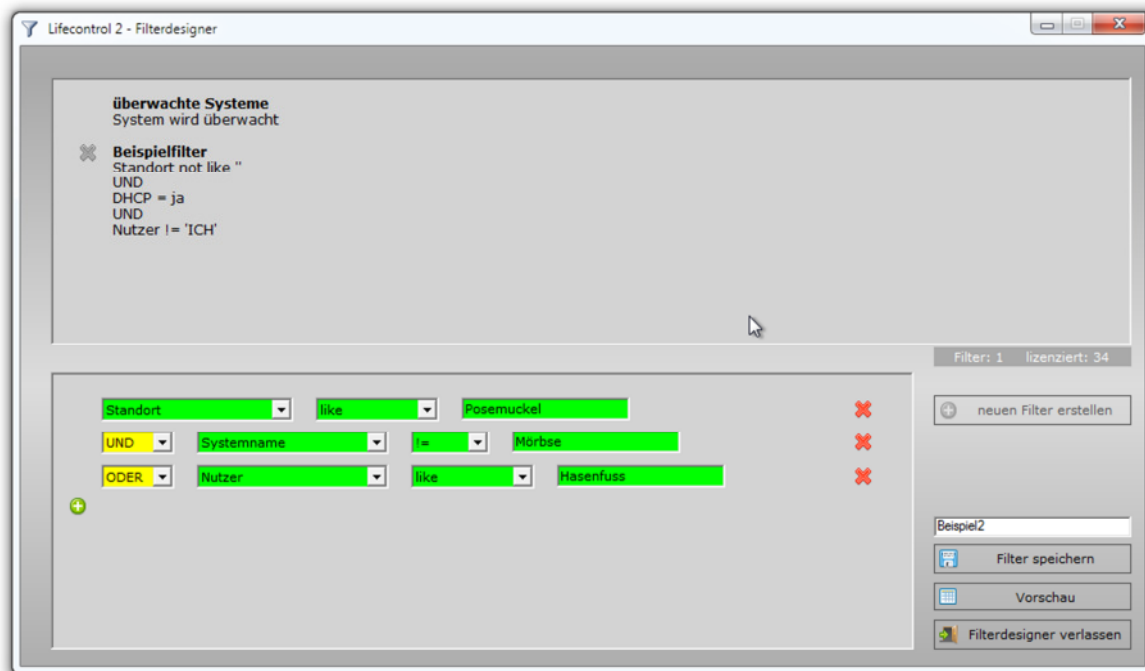 Lifecontrol 2 - Filterdesigner
überwachte Systeme
System wird überwacht
Beispielfilter
Standort not like ''
UND
DHCP = ja
UND
Nutzer != 'ICH'
Filter: 1 lizenziert: 34
Standort like Posemuckel
neuen Filter erstellen
UND Systemname != Mörbse
ODER Nutzer like Hasenfuss
Beispiel2
Filter speichern
Vorschau
Filterdesigner verlassen